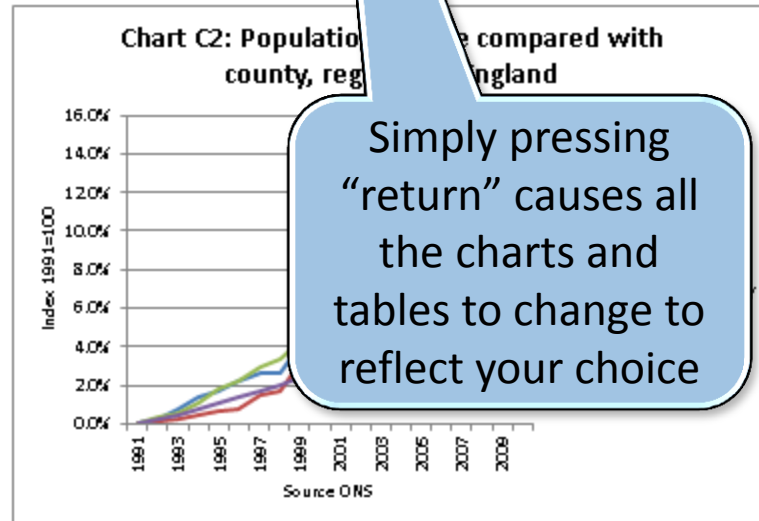 Chart C2: Populatio e compared with
county, reg ngland
16.0%
14.0%
12.0%
10.0%
8.0%
6.0%
4.0%
2.0%
0.0%
Index 1991=100
1991
1993
1995
1997
1999
2001
2003
2005
2007
2009
Source ONS
Simply pressing
“return” causes all
the charts and
tables to change to
reflect your choice